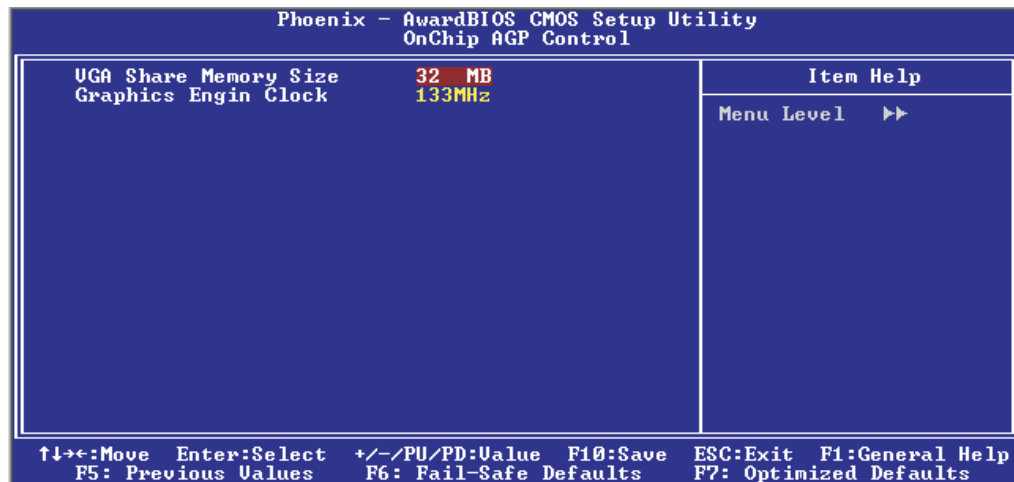 Phoenix - AwardBIOS CMOS Setup Utility
OnChip AGP Control
VGA Share Memory Size 32 MB
Graphics Engin Clock 133MHz
Item Help
Menu Level ▶▶
↑↓→←:Move Enter:Select +/-/PU/PD:Value F10:Save ESC:Exit F1:General Help
F5: Previous Values F6: Fail-Safe Defaults F7: Optimized Defaults